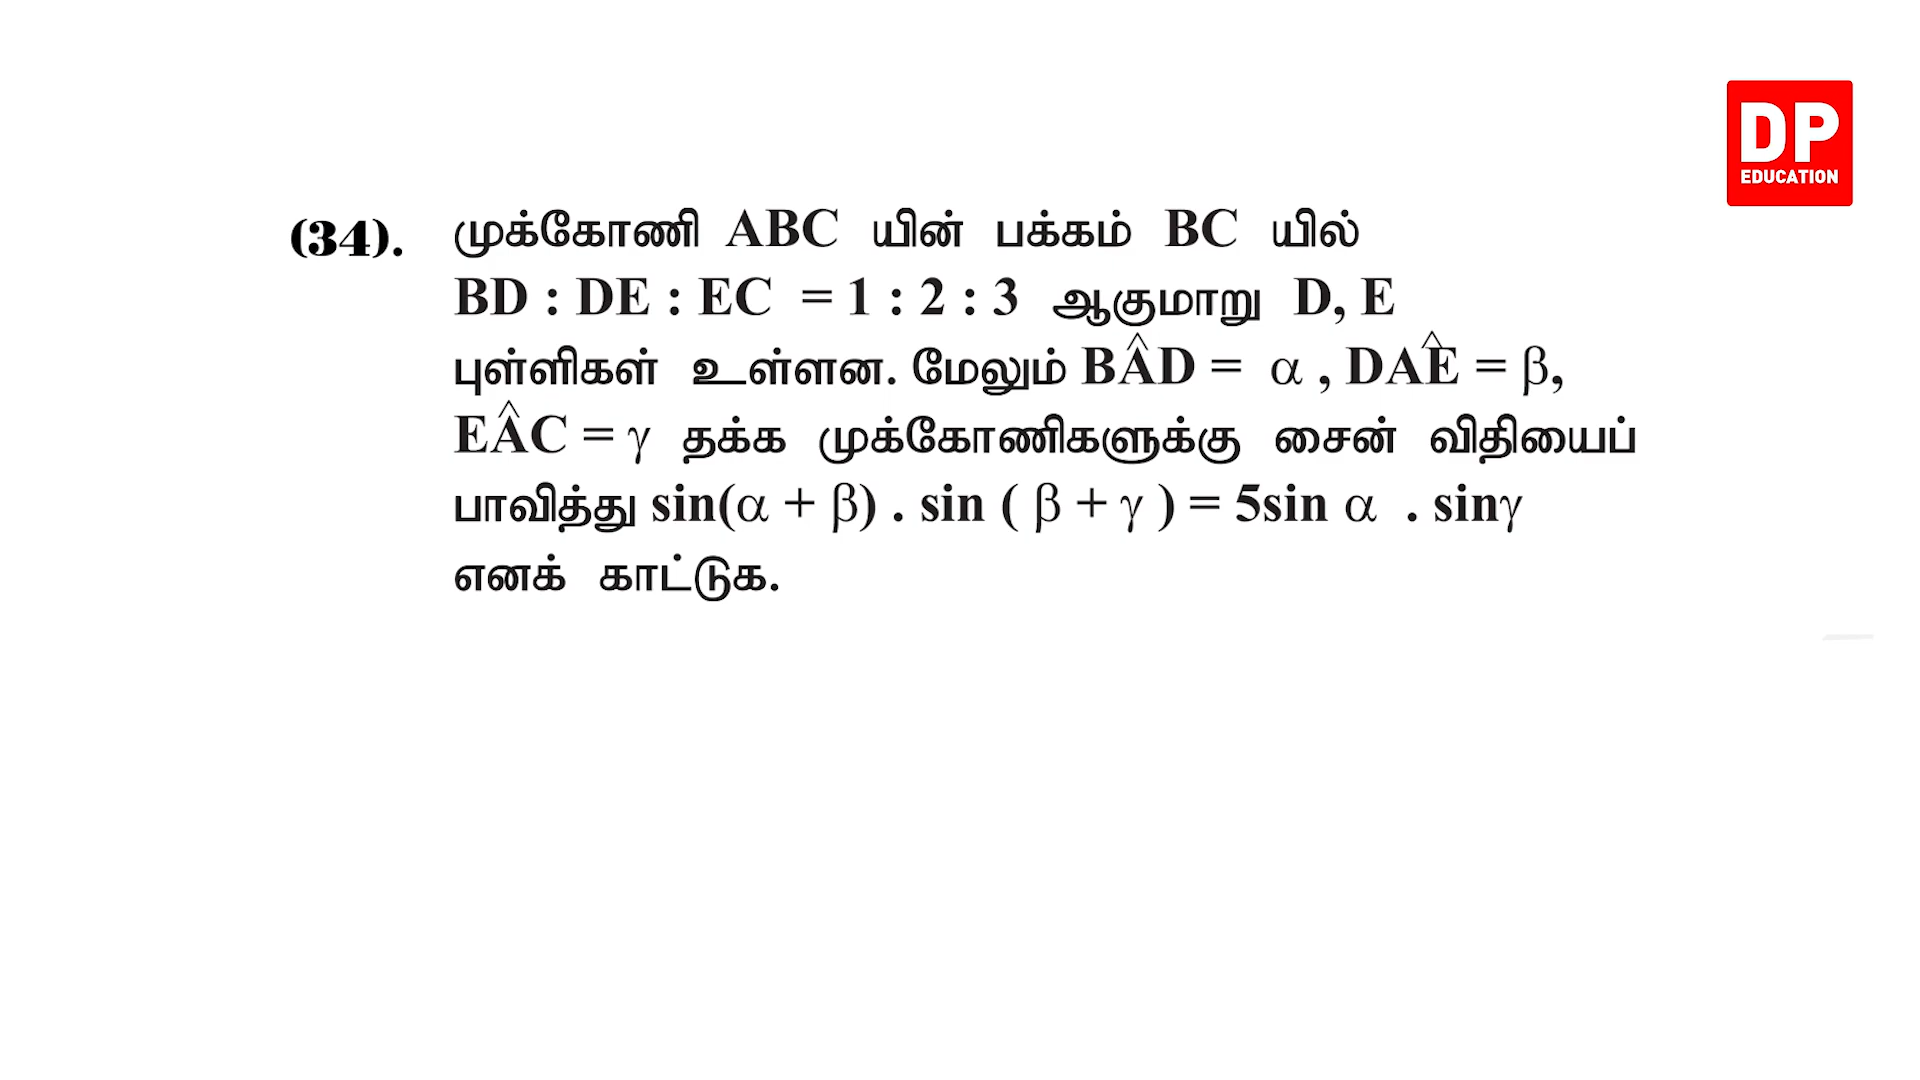 DP
EDUCATION
(34). முக்கோணி ABC யின் பக்கம் BC யில்
BD : DE : EC = 1 : 2 : 3 ஆகுமாறு D, E
புள்ளிகள் உள்ளன. மேலும் BÂD = α , DAÊ = β,
EÂC = γ தக்க முக்கோணிகளுக்கு சைன் விதியைப்
பாவித்து sin(α + β) . sin ( β + γ ) = 5sin α . sinγ
எனக் காட்டுக.